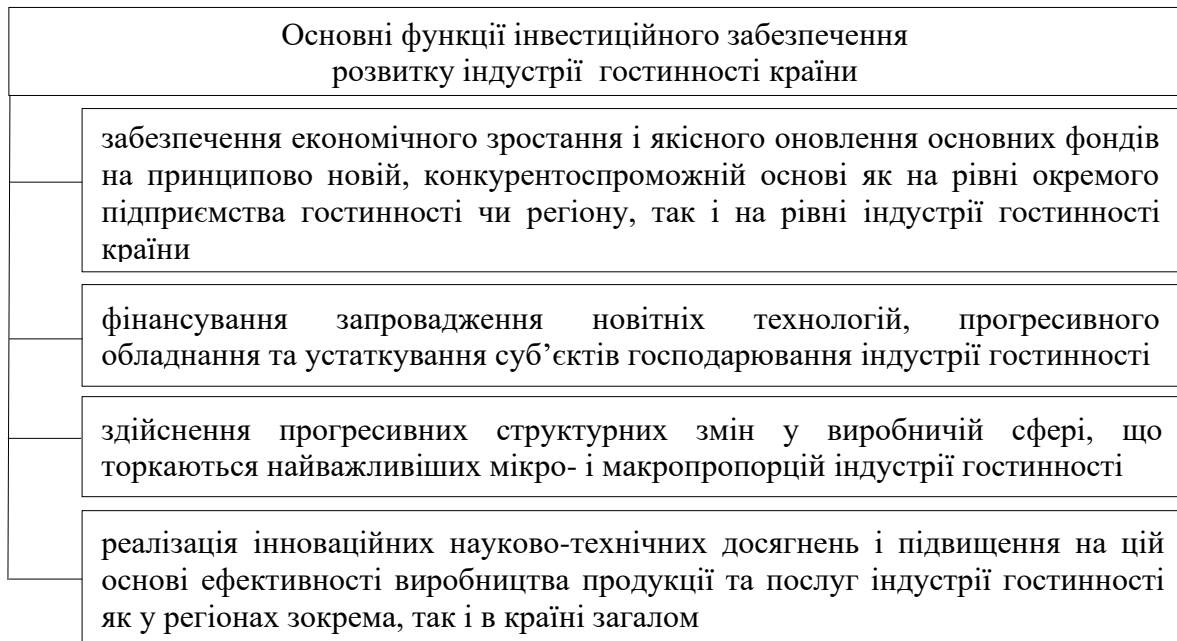 Основні функції інвестиційного забезпечення
розвитку індустрії гостинності країни
забезпечення економічного зростання і якісного оновлення основних фондів
на принципово новій, конкурентоспроможній основі як на рівні окремого
підприємства гостинності чи регіону, так і на рівні індустрії гостинності
країни
фінансування запровадження новітніх технологій, прогресивного
обладнання та устаткування суб’єктів господарювання індустрії гостинності
здійснення прогресивних структурних змін у виробничій сфері, що
торкаються найважливіших мікро- і макропропорцій індустрії гостинності
реалізація інноваційних науково-технічних досягнень і підвищення на цій
основі ефективності виробництва продукції та послуг індустрії гостинності
як у регіонах зокрема, так і в країні загалом